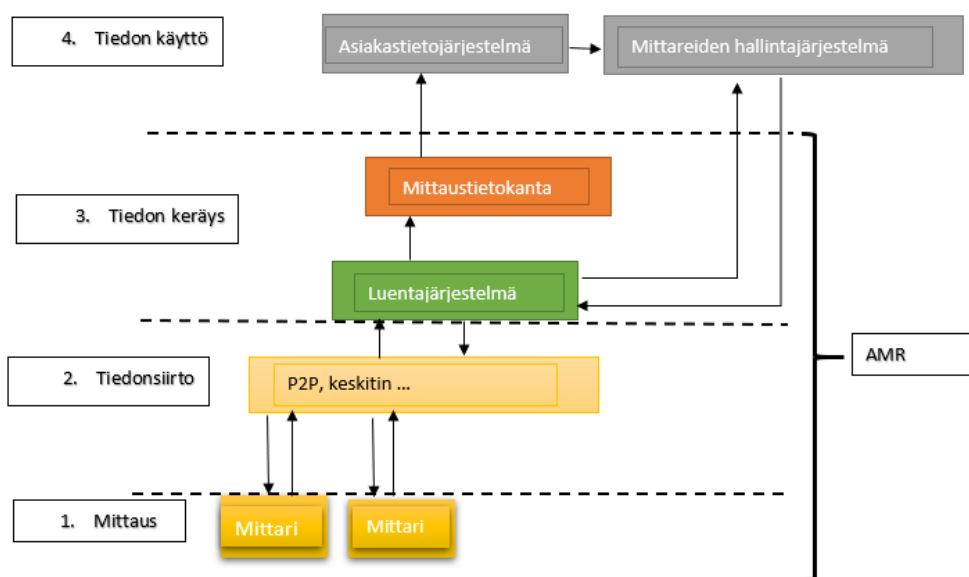 4. Tiedon käyttö
Asiakastietojärjestelmä
Mittareiden hallintajärjestelmä
Mittaustietokanta
3. Tiedon keräys
Luentajärjestelmä
AMR
2. Tiedonsiirto
P2P, keskitin ...
1. Mittaus
Mittari
Mittari